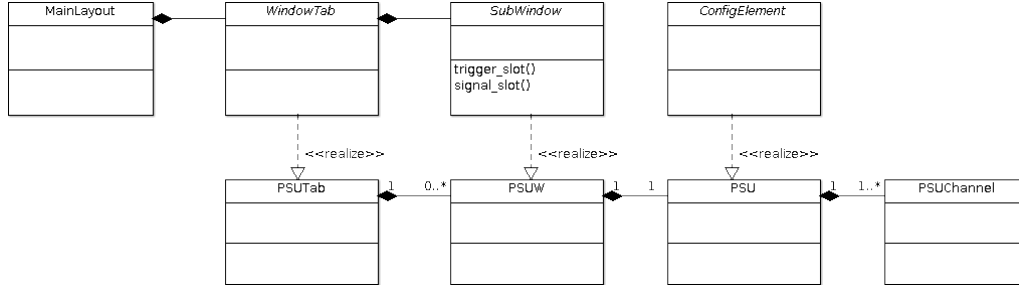 MainLayout
WindowTab
SubWindow
ConfigElement
trigger_slot()
signal_slot()
<<realize>>
<<realize>>
<<realize>>
PSUTab
1
0..*
PSUW
1
1
PSU
1
1..*
PSUChannel